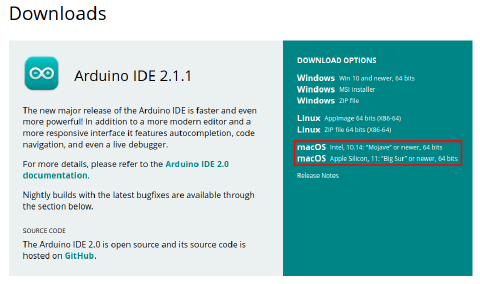 Downloads
Arduino IDE 2.1.1
The new major release of the Arduino IDE is faster and even
more powerful! In addition to a more modern editor and a
more responsive interface it features autocompletion, code
navigation, and even a live debugger.
For more details, please refer to the Arduino IDE 2.0
documentation.
Nightly builds with the latest bugfixes are available through
the section below.
SOURCE CODE
The Arduino IDE 2.0 is open source and its source code is
hosted on GitHub.
DOWNLOAD OPTIONS
Windows Win 10 and newer, 64 bits
Windows MSI installer
Windows ZIP file
Linux AppImage 64 bits (X86-64)
Linux ZIP file 64 bits (X86-64)
macOS Intel, 10.14: "Mojave" or newer, 64 bits
macOS Apple Silicon, 11: "Big Sur" or newer, 64 bits
Release Notes